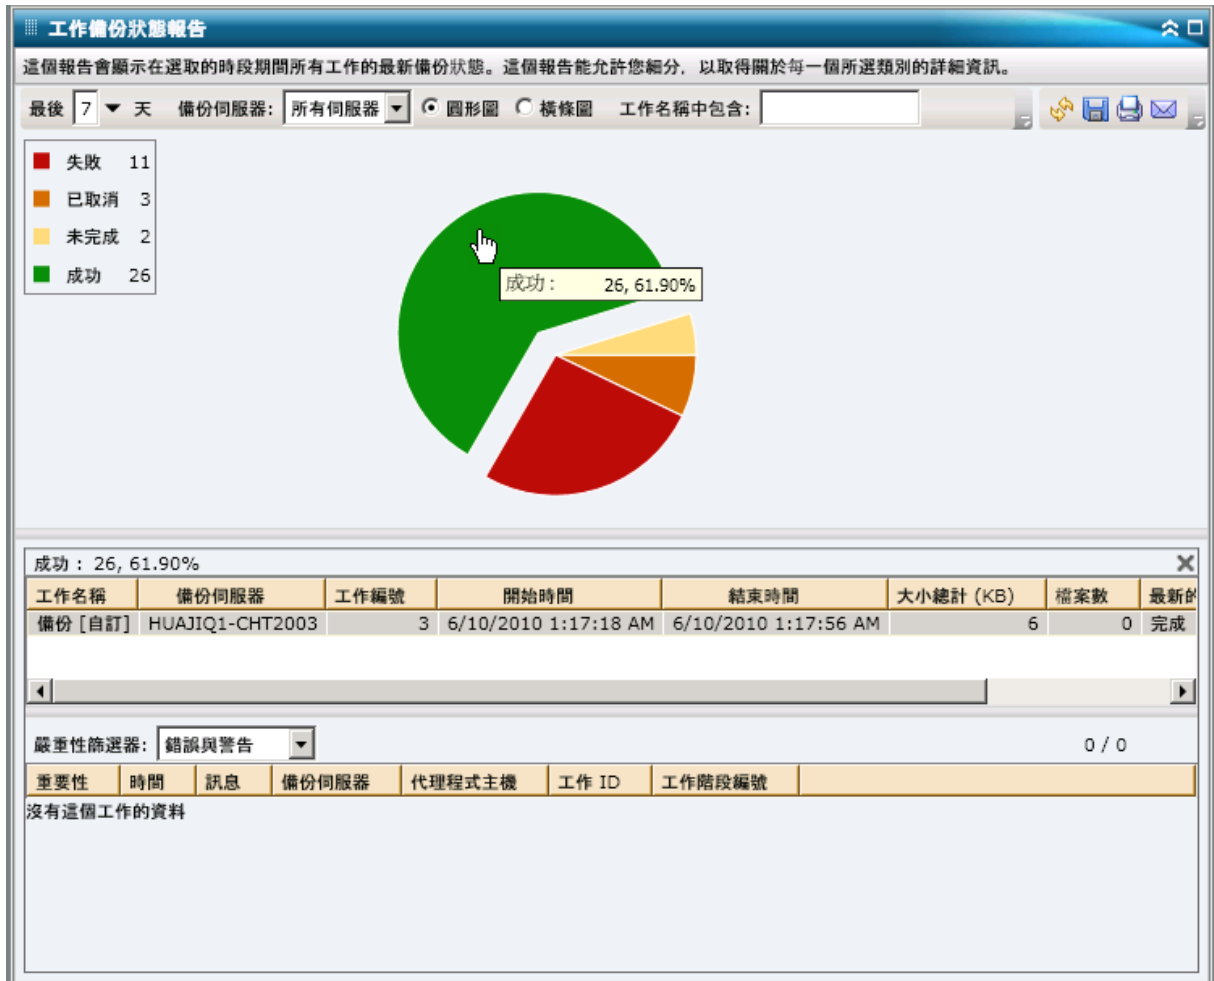 工作備份狀態報告
這個報告會顯示在選取的時段期間所有工作的最新備份狀態。這個報告能允許您細分, 以取得關於每一個所選類別的詳細資訊。
最後 7 天 備份伺服器: 所有伺服器 圓形圖 橫條圖 工作名稱中包含:
失敗 11
已取消 3
未完成 2
成功 26
成功 : 26, 61.90%
成功 : 26, 61.90%
工作名稱 備份伺服器 工作編號 開始時間 結束時間 大小總計 (KB) 檔案數 最新的
備份 [自訂] HUAJIQ1-CHT2003 3 6/10/2010 1:17:18 AM 6/10/2010 1:17:56 AM 6 0 完成
嚴重性篩選器: 錯誤與警告 0 / 0
重要性 時間 訊息 備份伺服器 代理程式主機 工作 ID 工作階段編號
沒有這個工作的資料